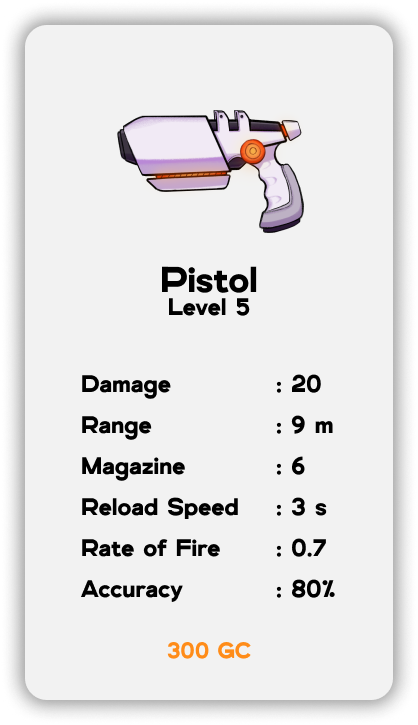 Pistol
Level 5
Damage : 20
Range : 9 m
Magazine : 6
Reload Speed : 3 s
Rate of Fire : 0.7
Accuracy : 80%
300 GC